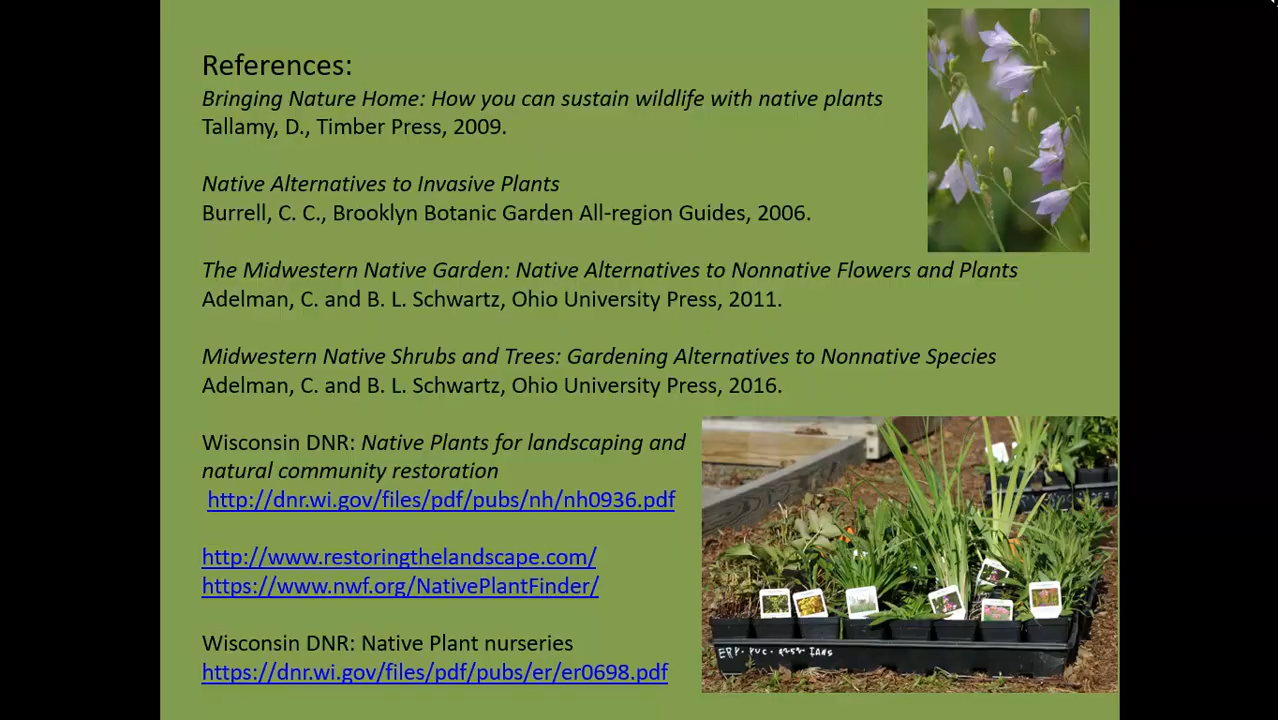 References:
Bringing Nature Home: How you can sustain wildlife with native plants
Tallamy, D., Timber Press, 2009.
Native Alternatives to Invasive Plants
Burrell, C. C., Brooklyn Botanic Garden All-region Guides, 2006.
The Midwestern Native Garden: Native Alternatives to Nonnative Flowers and Plants
Adelman, C. and B. L. Schwartz, Ohio University Press, 2011.
Midwestern Native Shrubs and Trees: Gardening Alternatives to Nonnative Species
Adelman, C. and B. L. Schwartz, Ohio University Press, 2016.
Wisconsin DNR: Native Plants for landscaping and
natural community restoration
http://dnr.wi.gov/files/pdf/pubs/nh/nh0936.pdf
http://www.restoringthelandscape.com/
https://www.nwf.org/NativePlantFinder/
Wisconsin DNR: Native Plant nurseries
https://dnr.wi.gov/files/pdf/pubs/er/er0698.pdf